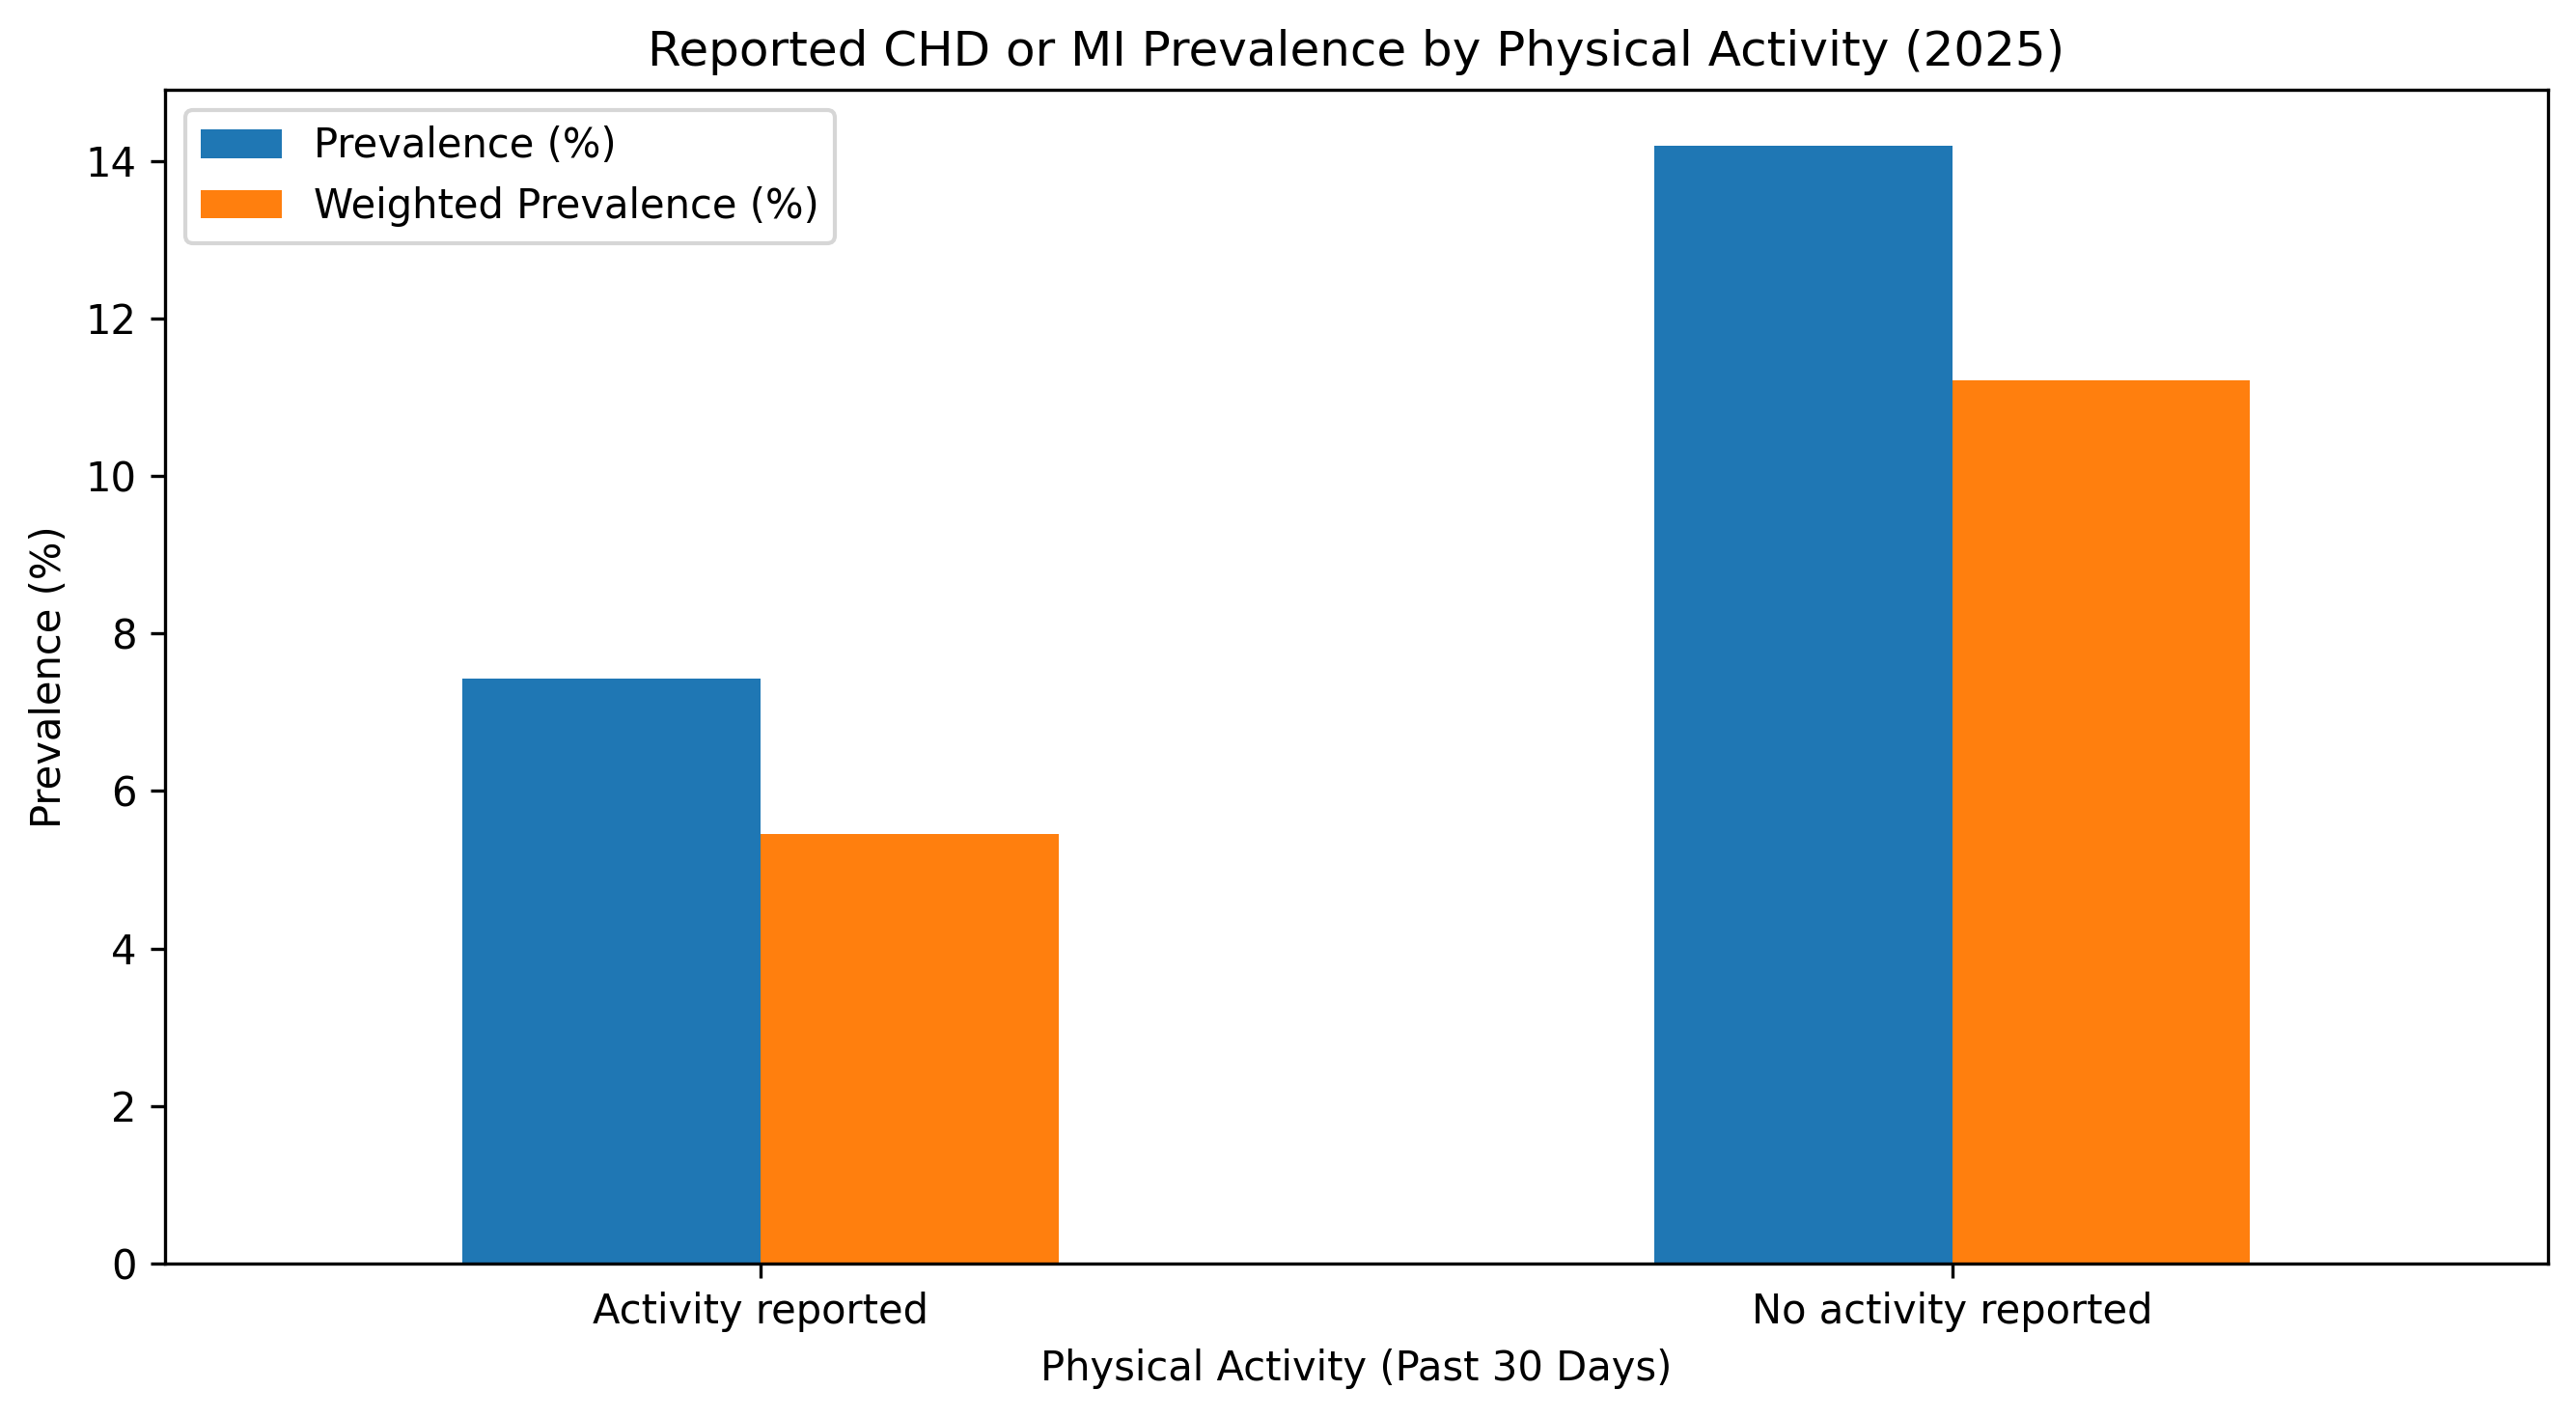 Reported CHD or MI Prevalence by Physical Activity (2025)
Prevalence (%)
Weighted Prevalence (%)
Prevalence (%)
14
12
10
8
6
4
2
0
Activity reported
No activity reported
Physical Activity (Past 30 Days)